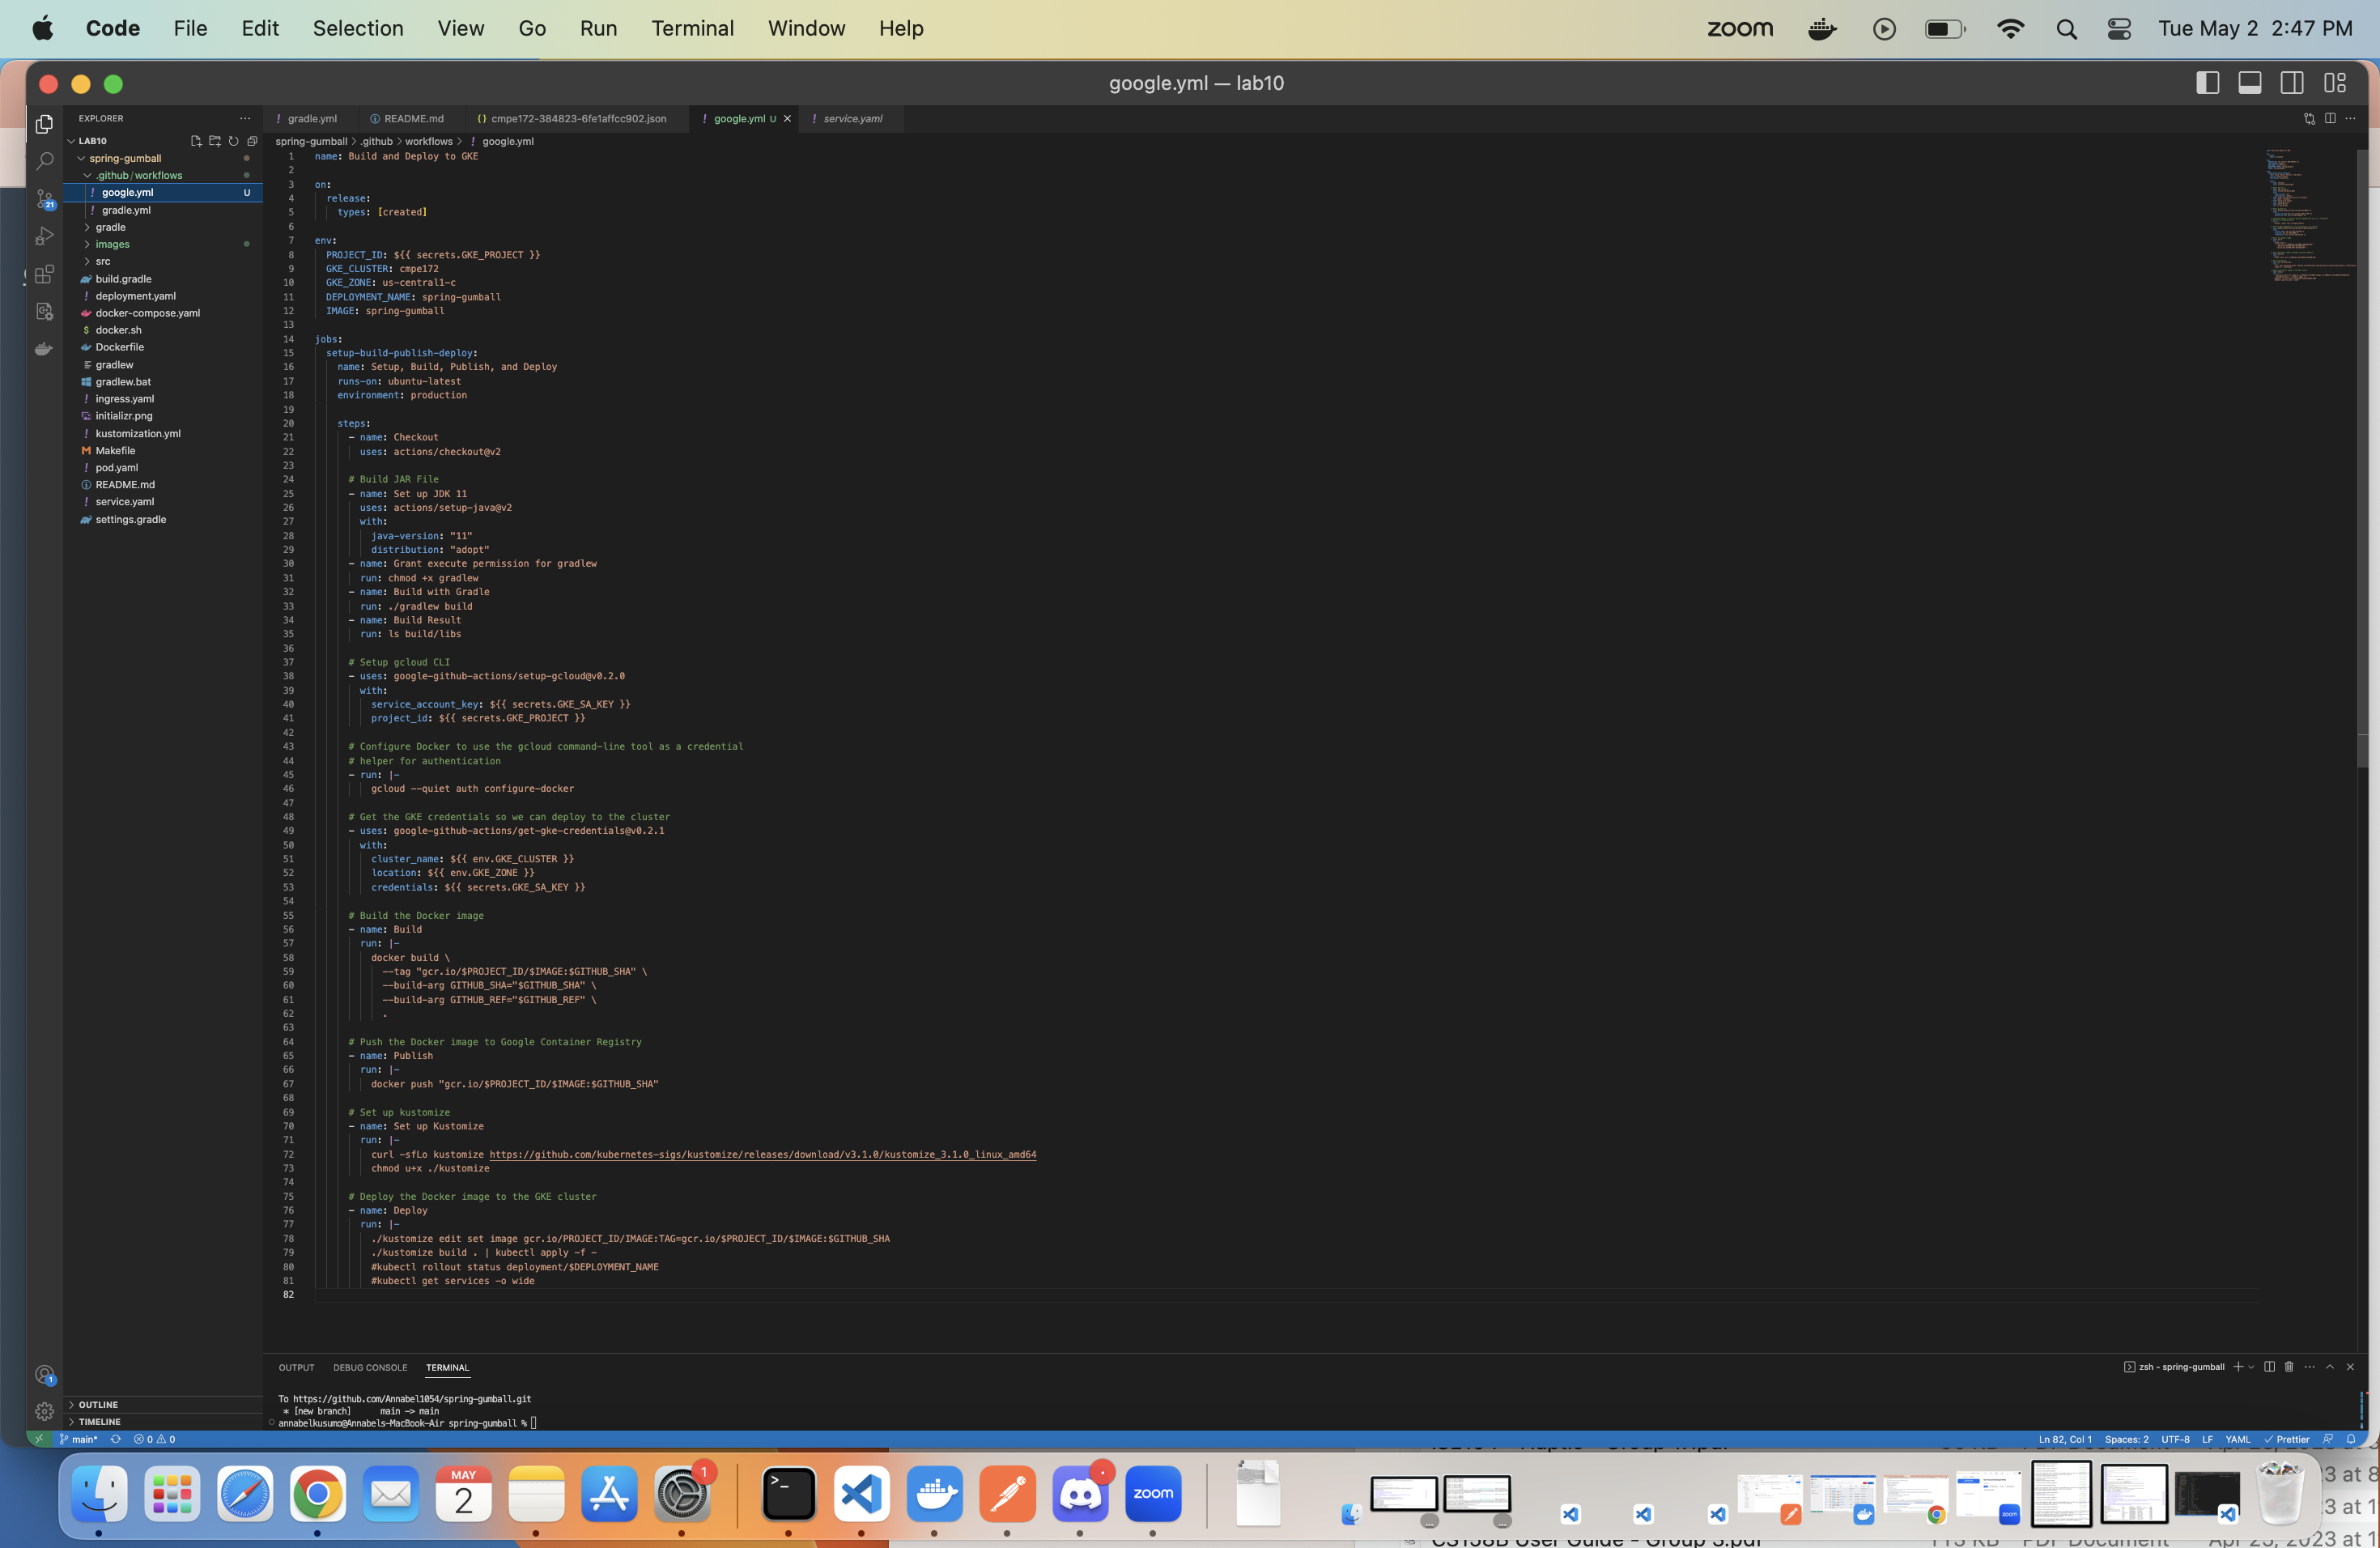 Code File Edit Selection View Go Run Terminal Window Help
zoom Tue May 2 2:47 PM
google.yml — lab10
EXPLORER
LAB10
spring-gumball
.github/workflows
google.yml U
gradle.yml
gradle
images
src
build.gradle
deployment.yaml
docker-compose.yaml
docker.sh
Dockerfile
gradlew
gradlew.bat
ingress.yaml
initializr.png
kustomization.yml
Makefile
pod.yaml
README.md
service.yaml
settings.gradle
OUTLINE
TIMELINE
21
1
gradle.yml README.md cmpe172-384823-6fe1affcc902.json google.yml U service.yaml
spring-gumball > .github > workflows > google.yml
1 name: Build and Deploy to GKE
2
3 on:
4 release:
5 types: [created]
6
7 env:
8 PROJECT_ID: ${{ secrets.GKE_PROJECT }}
9 GKE_CLUSTER: cmpe172
10 GKE_ZONE: us-central1-c
11 DEPLOYMENT_NAME: spring-gumball
12 IMAGE: spring-gumball
13
14 jobs:
15 setup-build-publish-deploy:
16 name: Setup, Build, Publish, and Deploy
17 runs-on: ubuntu-latest
18 environment: production
19
20 steps:
21 - name: Checkout
22 uses: actions/checkout@v2
23
24 # Build JAR File
25 - name: Set up JDK 11
26 uses: actions/setup-java@v2
27 with:
28 java-version: "11"
29 distribution: "adopt"
30 - name: Grant execute permission for gradlew
31 run: chmod +x gradlew
32 - name: Build with Gradle
33 run: ./gradlew build
34 - name: Build Result
35 run: ls build/libs
36
37 # Setup gcloud CLI
38 - uses: google-github-actions/setup-gcloud@v0.2.0
39 with:
40 service_account_key: ${{ secrets.GKE_SA_KEY }}
41 project_id: ${{ secrets.GKE_PROJECT }}
42
43 # Configure Docker to use the gcloud command-line tool as a credential
44 # helper for authentication
45 - run: |-
46 gcloud --quiet auth configure-docker
47
48 # Get the GKE credentials so we can deploy to the cluster
49 - uses: google-github-actions/get-gke-credentials@v0.2.1
50 with:
51 cluster_name: ${{ env.GKE_CLUSTER }}
52 location: ${{ env.GKE_ZONE }}
53 credentials: ${{ secrets.GKE_SA_KEY }}
54
55 # Build the Docker image
56 - name: Build
57 run: |-
58 docker build \
59 --tag "gcr.io/$PROJECT_ID/$IMAGE:$GITHUB_SHA" \
60 --build-arg GITHUB_SHA="$GITHUB_SHA" \
61 --build-arg GITHUB_REF="$GITHUB_REF" \
62 .
63
64 # Push the Docker image to Google Container Registry
65 - name: Publish
66 run: |-
67 docker push "gcr.io/$PROJECT_ID/$IMAGE:$GITHUB_SHA"
68
69 # Set up kustomize
70 - name: Set up Kustomize
71 run: |-
72 curl -sfLo kustomize https://github.com/kubernetes-sigs/kustomize/releases/download/v3.1.0/kustomize_3.1.0_linux_amd64
73 chmod u+x ./kustomize
74
75 # Deploy the Docker image to the GKE cluster
76 - name: Deploy
77 run: |-
78 ./kustomize edit set image gcr.io/PROJECT_ID/IMAGE:TAG=gcr.io/$PROJECT_ID/$IMAGE:$GITHUB_SHA
79 ./kustomize build . | kubectl apply -f -
80 #kubectl rollout status deployment/$DEPLOYMENT_NAME
81 #kubectl get services -o wide
82
OUTPUT DEBUG CONSOLE TERMINAL
zsh - spring-gumball
To https://github.com/Annabel1054/spring-gumball.git
* [new branch] main -> main
annabelkusumo@Annabels-MacBook-Air spring-gumball %
main* 0 0
Ln 82, Col 1 Spaces: 2 UTF-8 LF YAML Prettier
MAY
2
1
zoom
CS158B User Guide - Group 3.pdf
PDF Document